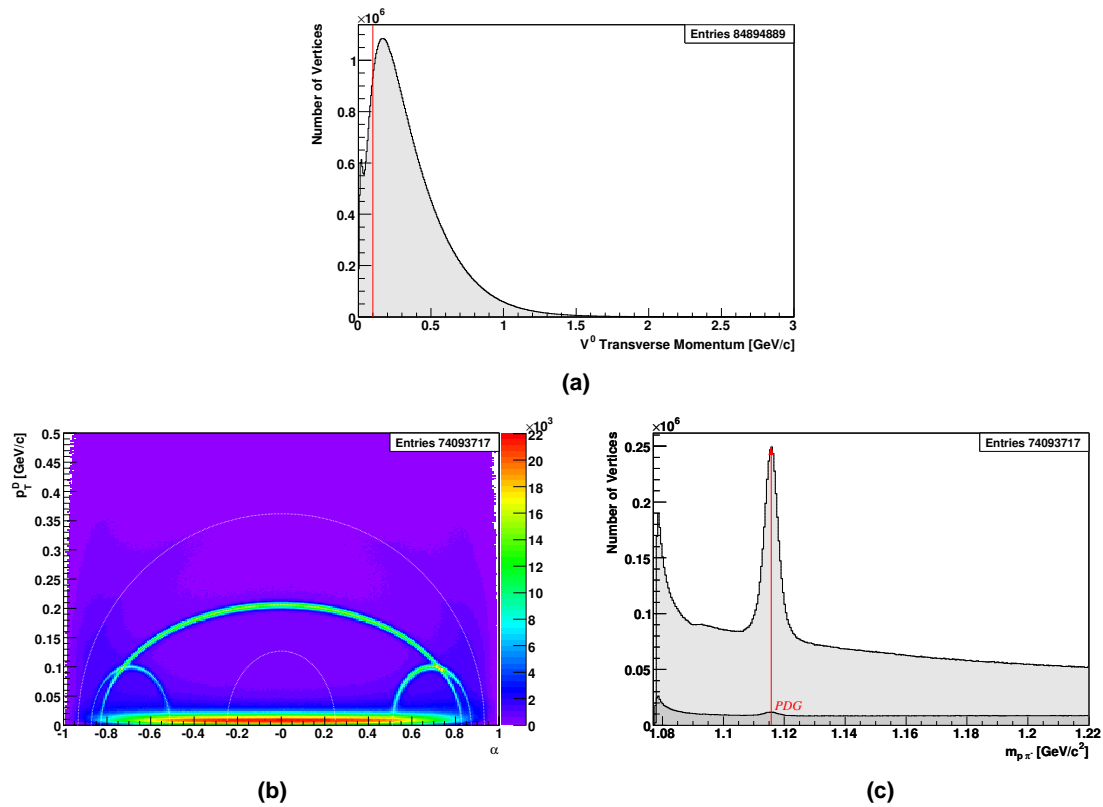 ×10⁶
Entries 84894889
Number of Vertices
1
0.8
0.6
0.4
0.2
0
0 0.5 1 1.5 2 2.5 3
V⁰ Transverse Momentum [GeV/c]
(a)
×10³
Entries 74093717
p_T^D [GeV/c]
0.5
0.45
0.4
0.35
0.3
0.25
0.2
0.15
0.1
0.05
0
-1 -0.8 -0.6 -0.4 -0.2 0 0.2 0.4 0.6 0.8 1
α
22
20
18
16
14
12
10
8
6
4
2
0
(b)
×10⁶
Entries 74093717
Number of Vertices
0.25
0.2
0.15
0.1
0.05
0
PDG
1.08 1.1 1.12 1.14 1.16 1.18 1.2 1.22
m_{p π⁻} [GeV/c²]
(c)